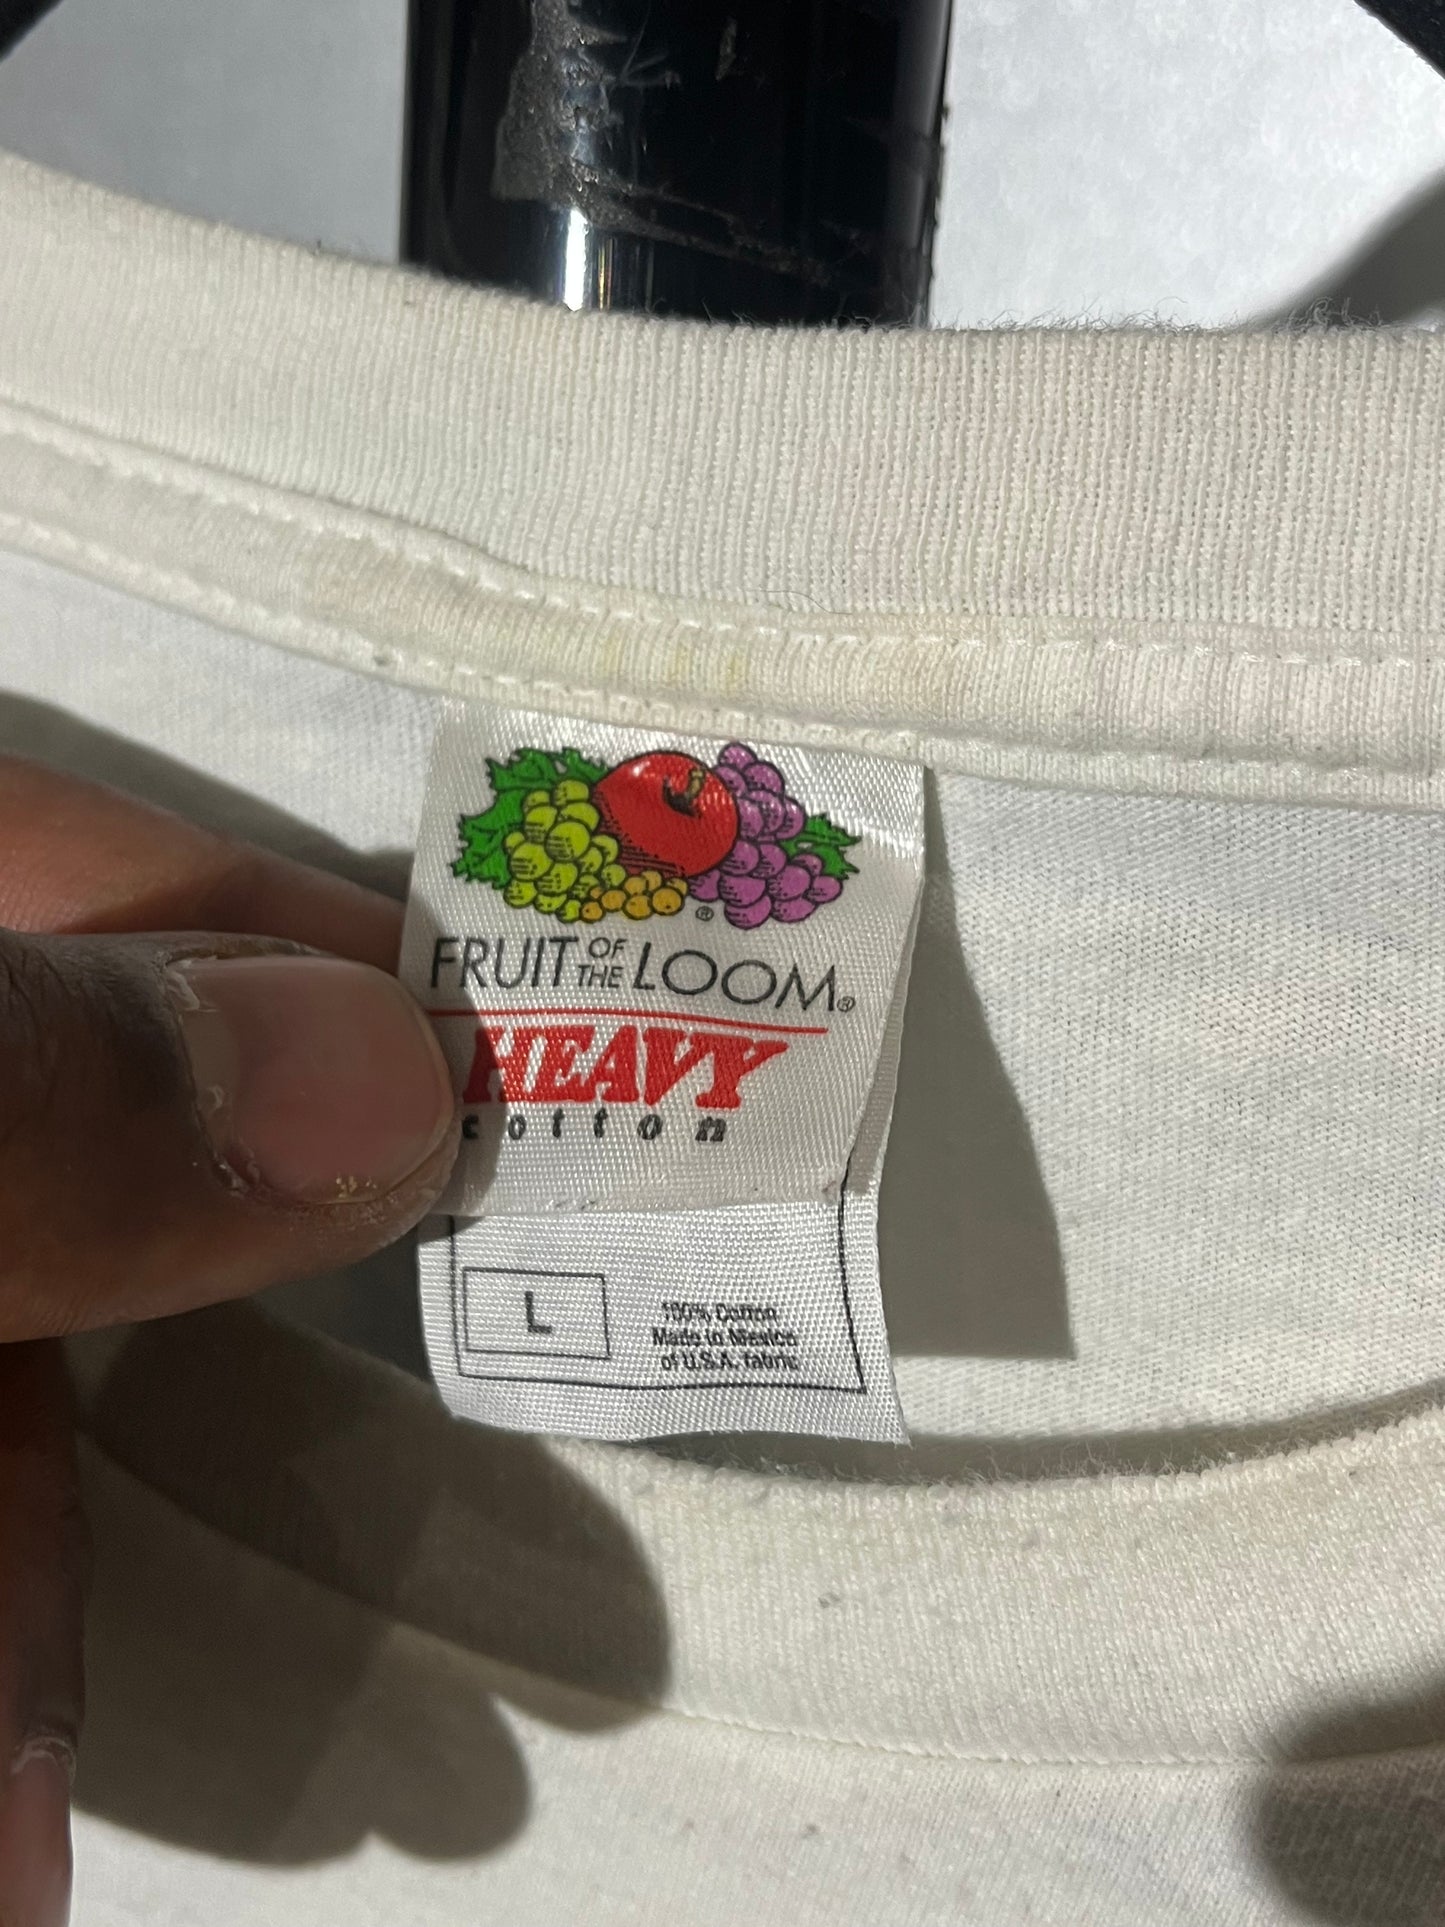 FRUIT OF THE LOOM®
HEAVY
cotton
L
100% Cotton
Made in Mexico
of U.S.A. fabric